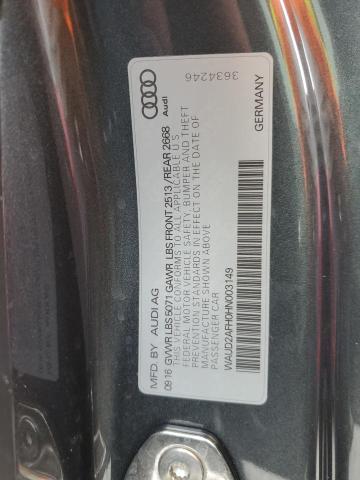 Audi
3634246
MFD. BY AUDI AG
09 16 GVWR LBS 5071 GAWR LBS FRONT 2513 / REAR 2668
THIS VEHICLE CONFORMS TO ALL APPLICABLE U S
FEDERAL MOTOR VEHICLE SAFETY, BUMPER AND THEFT
PREVENTION STANDARDS IN EFFECT ON THE DATE OF
MANUFACTURE SHOWN ABOVE
PASSENGER CAR
WAUD2AFH0HN003149
GERMANY